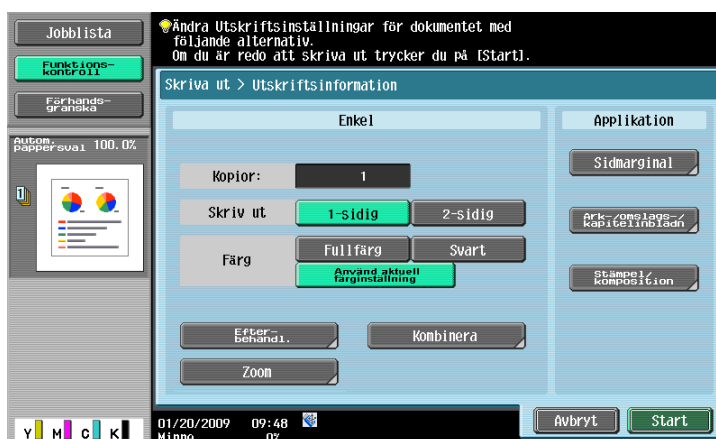 Jobblista
Funktions-
kontroll
Förhands-
granska
Autom.
pappersval 100.0%
1
Y M C K
Ändra Utskriftsinställningar för dokumentet med
följande alternativ.
Om du är redo att skriva ut trycker du på [Start].
Skriva ut > Utskriftsinformation
Enkel
Kopior: 1
Skriv ut 1-sidig 2-sidig
Färg Fullfärg Svart
Använd aktuell
färginställning
Efter-
behandl.
Kombinera
Zoom
Applikation
Sidmarginal
Ark-/omslags-/
kapitelinbladn
Stämpel/
komposition
01/20/2009 09:48
Minne 0%
Avbryt Start